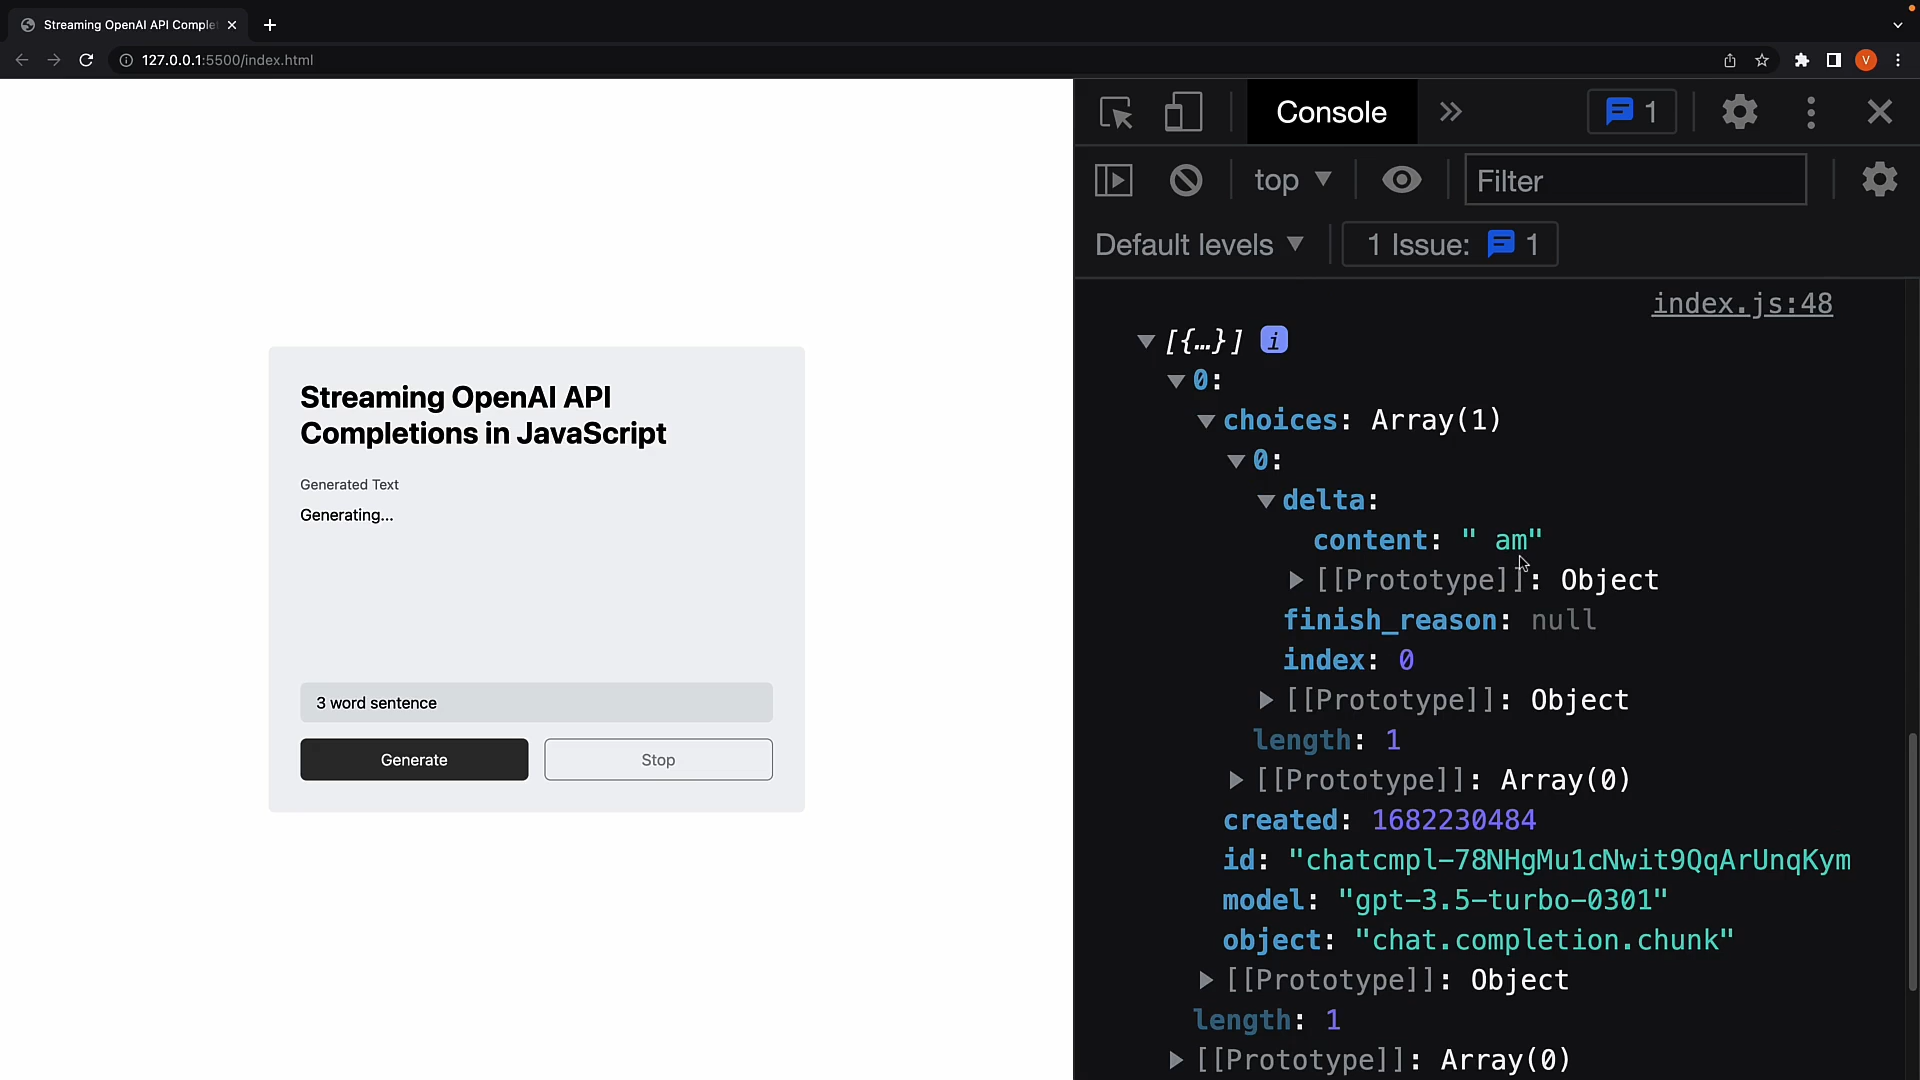 Streaming OpenAI API Comple
127.0.0.1:5500/index.html
V
Streaming OpenAI API
Completions in JavaScript
Generated Text
Generating...
3 word sentence
Generate
Stop
Console
1
top
Filter
Default levels
1 Issue: 1
index.js:48
[{…}] i
0:
choices: Array(1)
0:
delta:
content: " am"
[[Prototype]]: Object
finish_reason: null
index: 0
[[Prototype]]: Object
length: 1
[[Prototype]]: Array(0)
created: 1682230484
id: "chatcmpl-78NHgMu1cNwit9QqArUnqKym
model: "gpt-3.5-turbo-0301"
object: "chat.completion.chunk"
[[Prototype]]: Object
length: 1
[[Prototype]]: Array(0)